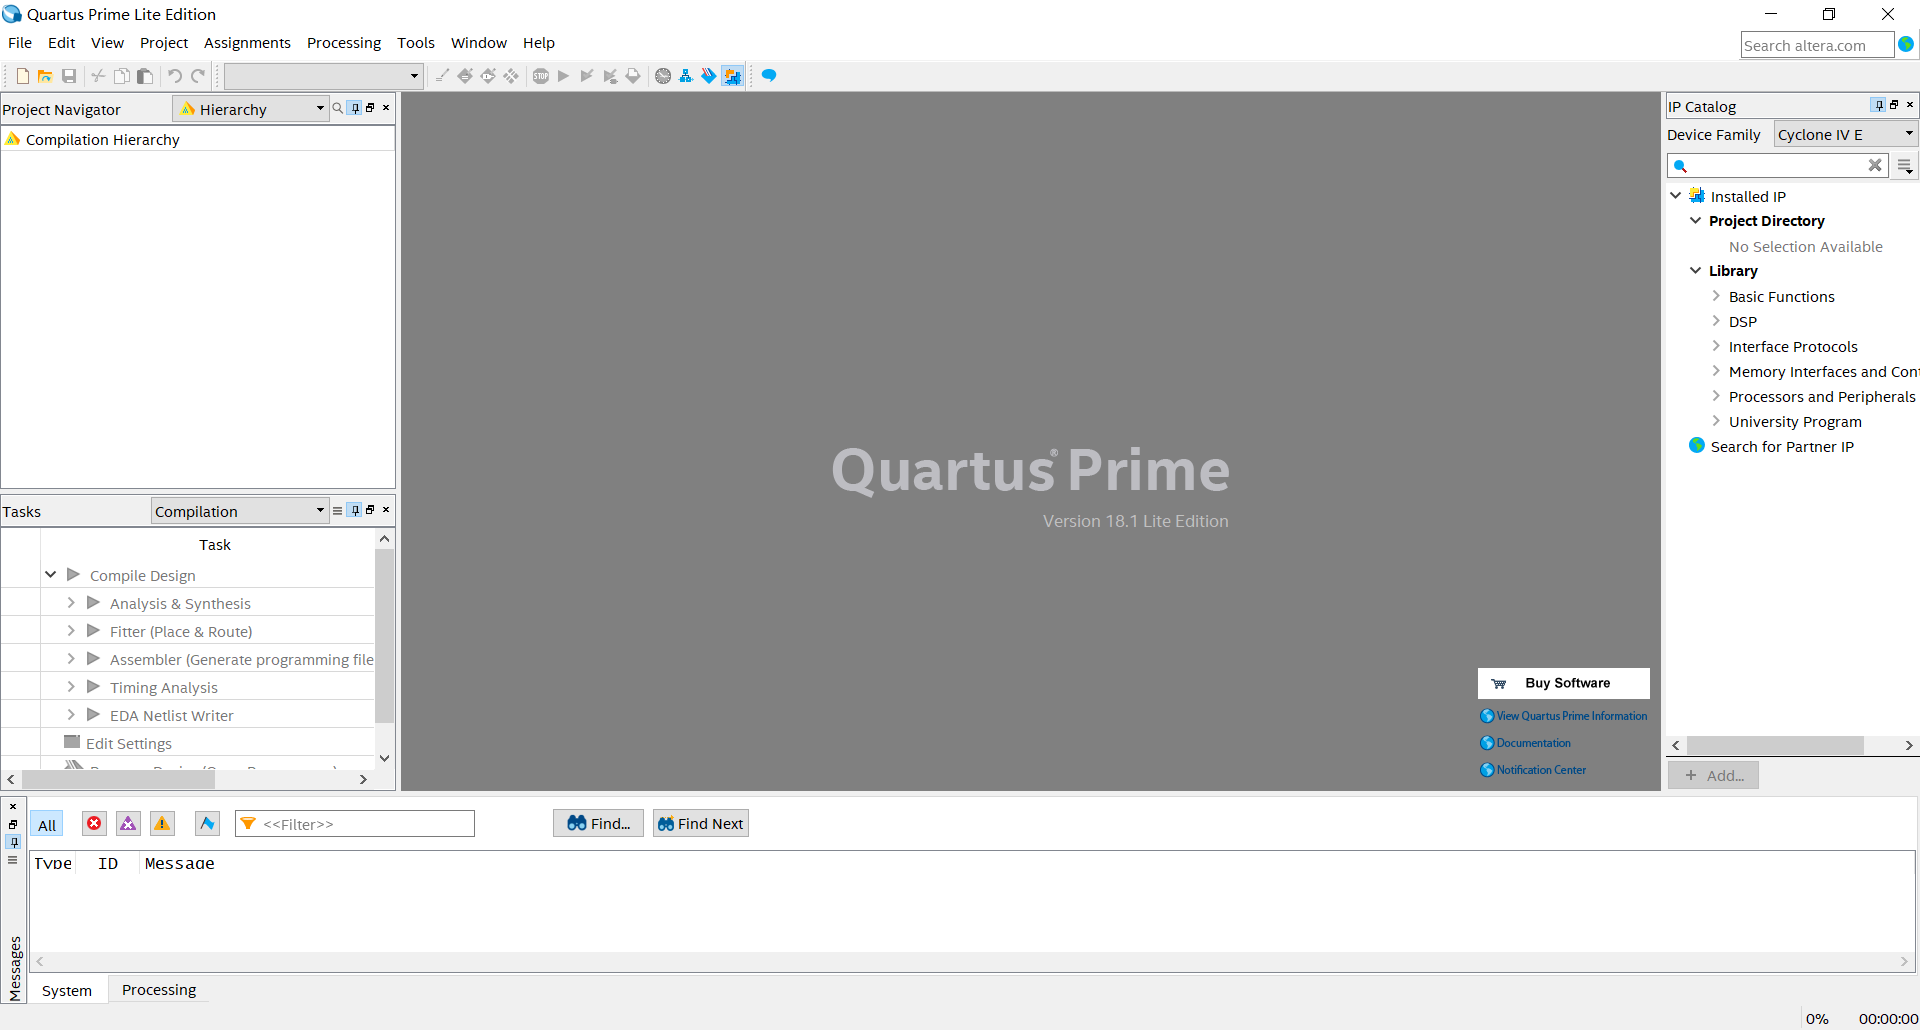 Quartus Prime Lite Edition
File Edit View Project Assignments Processing Tools Window Help
Search altera.com
Project Navigator
Hierarchy
Compilation Hierarchy
Tasks
Compilation
Task
Compile Design
Analysis & Synthesis
Fitter (Place & Route)
Assembler (Generate programming file
Timing Analysis
EDA Netlist Writer
Edit Settings
Quartus® Prime
Version 18.1 Lite Edition
Buy Software
View Quartus Prime Information
Documentation
Notification Center
IP Catalog
Device Family Cyclone IV E
Installed IP
Project Directory
No Selection Available
Library
Basic Functions
DSP
Interface Protocols
Memory Interfaces and Cont
Processors and Peripherals
University Program
Search for Partner IP
+ Add...
Messages
All
<<Filter>>
Find...
Find Next
Type ID Message
System Processing
0% 00:00:00